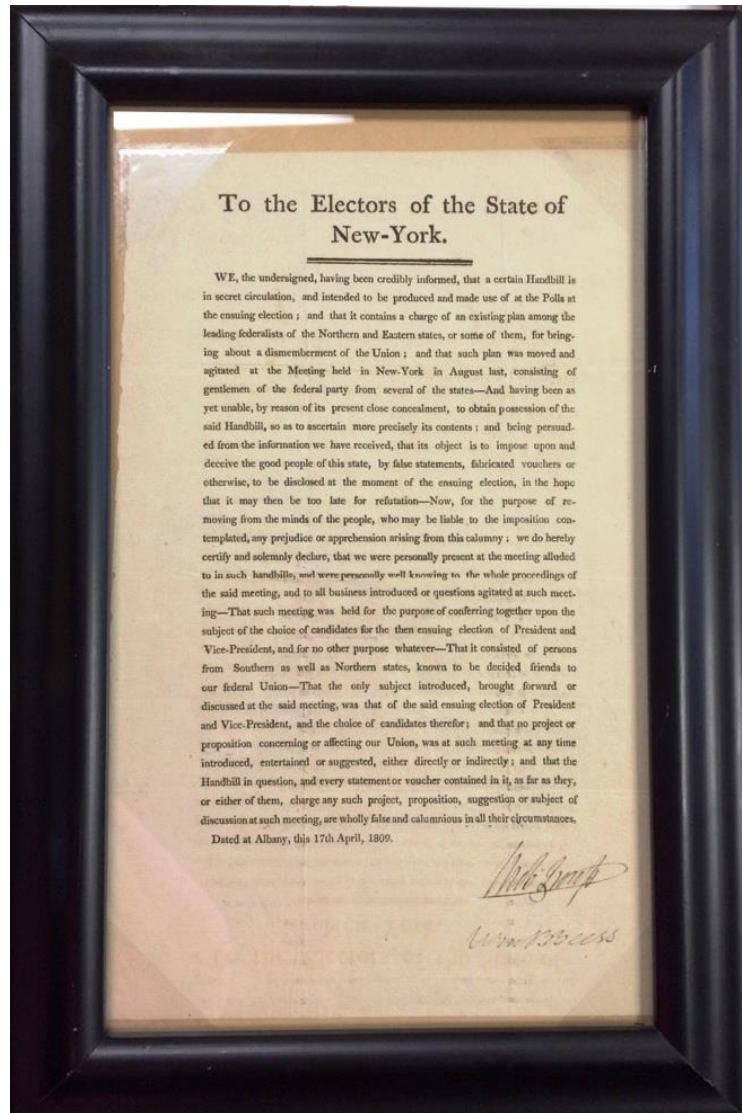 To the Electors of the State of
New-York.
WE, the undersigned, having been credibly informed, that a certain Handbill is
in secret circulation, and intended to be produced and made use of at the Polls at
the ensuing election ; and that it contains a charge of an existing plan among the
leading federalists of the Northern and Eastern states, or some of them, for bring-
ing about a dismemberment of the Union ; and that such plan was moved and
agitated at the Meeting held in New-York in August last, consisting of
gentlemen of the federal party from several of the states—And having been as
yet unable, by reason of its present close concealment, to obtain possession of the
said Handbill, so as to ascertain more precisely its contents ; and being persuad-
ed from the information we have received, that its object is to impose upon and
deceive the good people of this state, by false statements, fabricated vouchers or
otherwise, to be disclosed at the moment of the ensuing election, in the hope
that it may then be too late for refutation—Now, for the purpose of re-
moving from the minds of the people, who may be liable to the imposition con-
templated, any prejudice or apprehension arising from this calumny ; we do hereby
certify and solemnly declare, that we were personally present at the meeting alluded
to in such handbills, and were personally well knowing to the whole proceedings of
the said meeting, and to all business introduced or questions agitated at such meet-
ing—That such meeting was held for the purpose of conferring together upon the
subject of the choice of candidates for the then ensuing election of President and
Vice-President, and for no other purpose whatever—That it consisted of persons
from Southern as well as Northern states, known to be decided friends to
our federal Union—That the only subject introduced, brought forward or
discussed at the said meeting, was that of the said ensuing election of President
and Vice-President, and the choice of candidates therefor ; and that no project or
proposition concerning or affecting our Union, was at such meeting at any time
introduced, entertained or suggested, either directly or indirectly ; and that the
Handbill in question, and every statement or voucher contained in it, as far as they,
or either of them, charge any such project, proposition, suggestion or subject of
discussion at such meeting, are wholly false and calumnious in all their circumstances.
Dated at Albany, this 17th April, 1809.